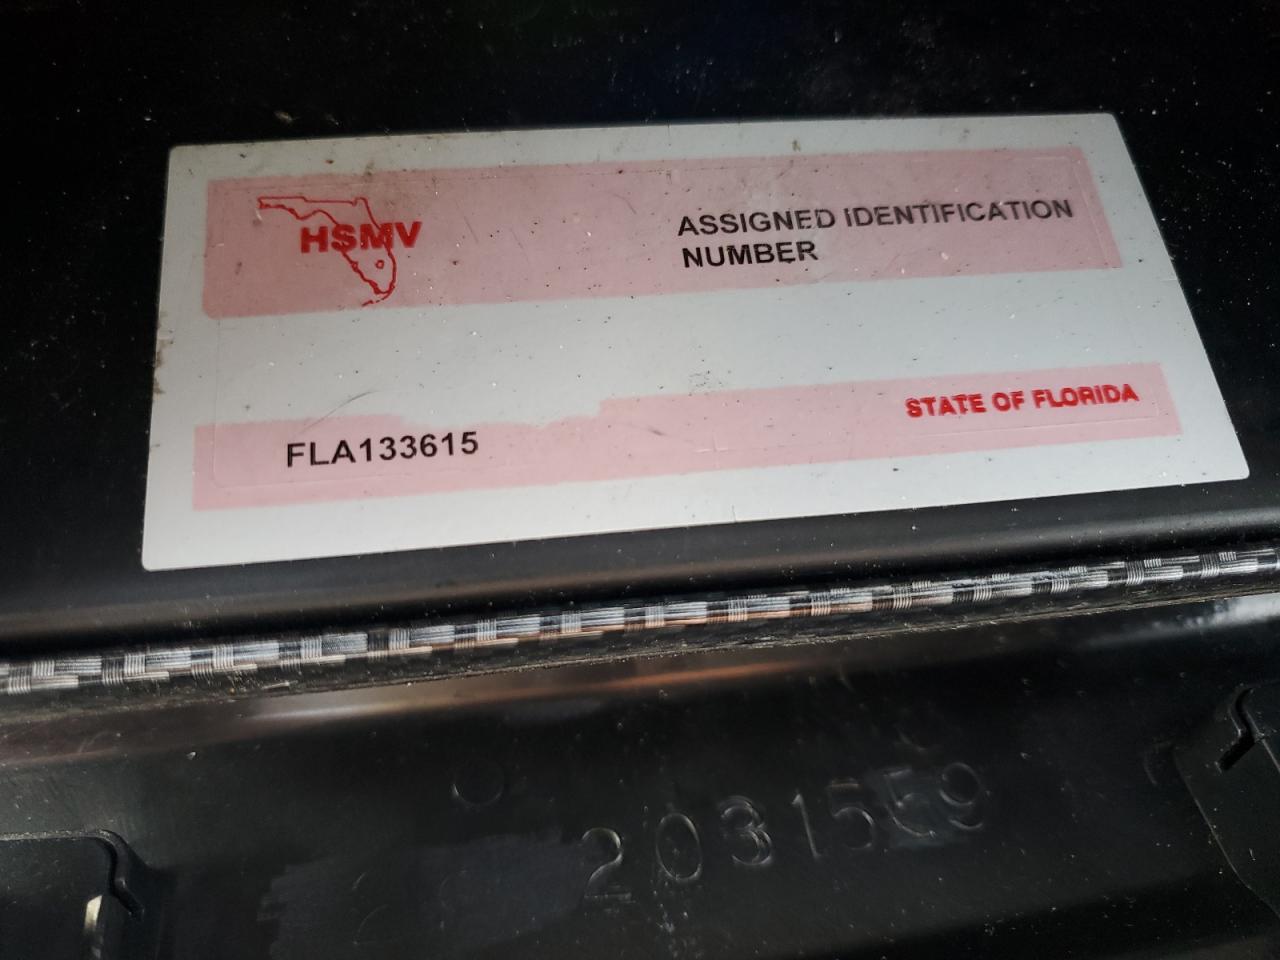 HSMV
ASSIGNED IDENTIFICATION
NUMBER
STATE OF FLORIDA
FLA133615
2031559